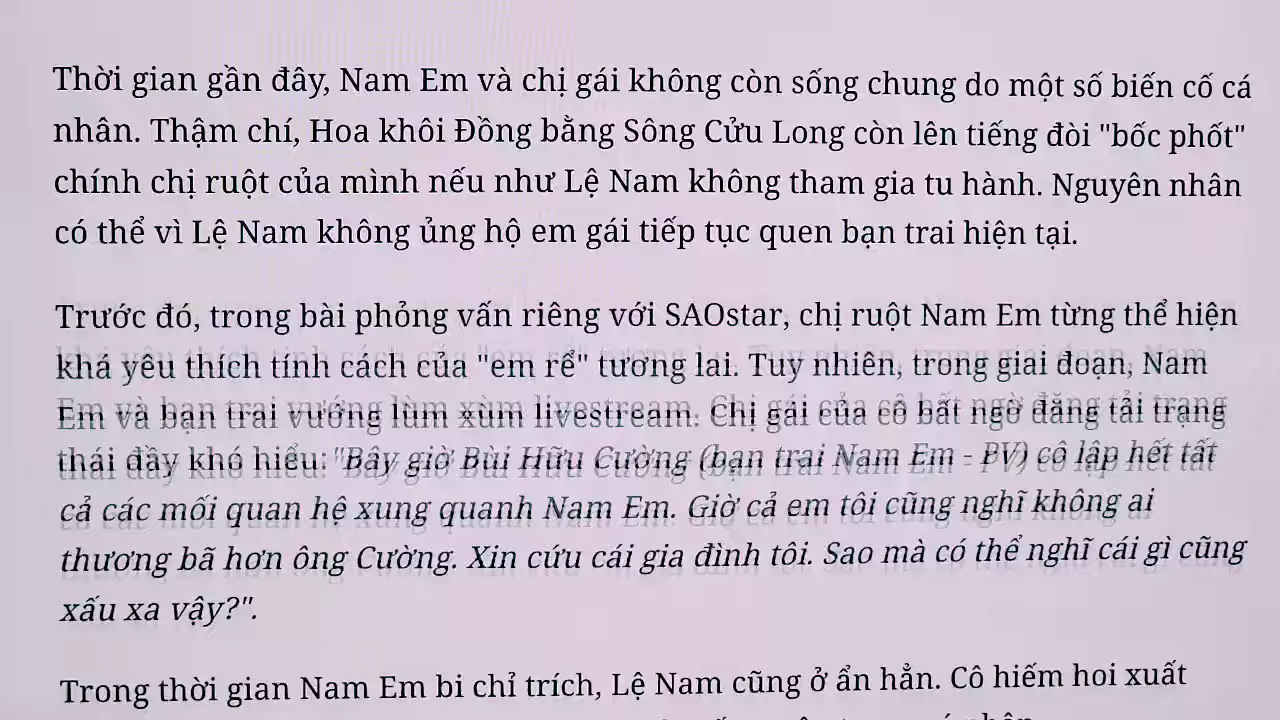 Thời gian gần đây, Nam Em và chị gái không còn sống chung do một số biến cố cá
nhân. Thậm chí, Hoa khôi Đồng bằng Sông Cửu Long còn lên tiếng đòi "bốc phốt"
chính chị ruột của mình nếu như Lệ Nam không tham gia tu hành. Nguyên nhân
có thể vì Lệ Nam không ủng hộ em gái tiếp tục quen bạn trai hiện tại.
Trước đó, trong bài phỏng vấn riêng với SAOstar, chị ruột Nam Em từng thể hiện
khá yêu thích tính cách của "em rể" tương lai. Tuy nhiên, trong giai đoạn, Nam
Em và bạn trai vướng lùm xùm livestream. Chị gái của cô bất ngờ đăng tải trạng
thái đầy khó hiểu: "Bây giờ Bùi Hữu Cường (bạn trai Nam Em - PV) cô lập hết tất
cả các mối quan hệ xung quanh Nam Em. Giờ cả em tôi cũng nghĩ không ai
thương bã hơn ông Cường. Xin cứu cái gia đình tôi. Sao mà có thể nghĩ cái gì cũng
xấu xa vậy?".
Trong thời gian Nam Em bi chỉ trích, Lệ Nam cũng ở ẩn hẳn. Cô hiếm hoi xuất